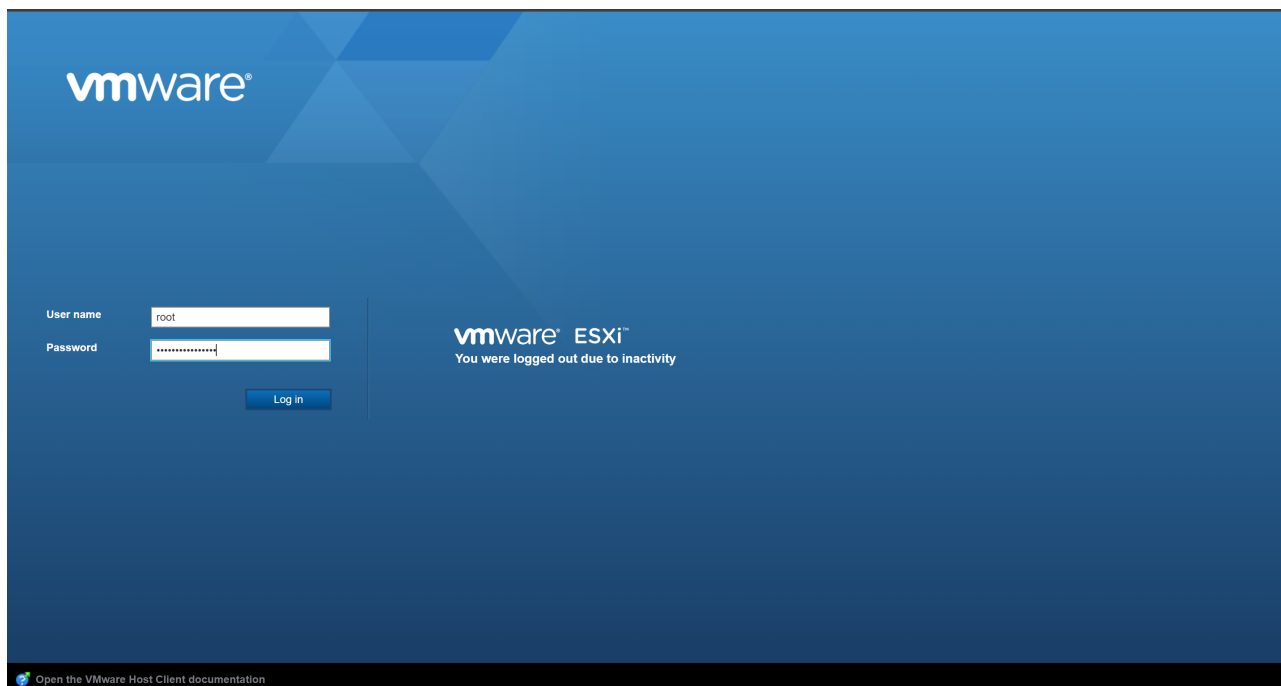 vmware®
User name
root
Password
vmware® ESXi™
You were logged out due to inactivity
Log in
Open the VMware Host Client documentation